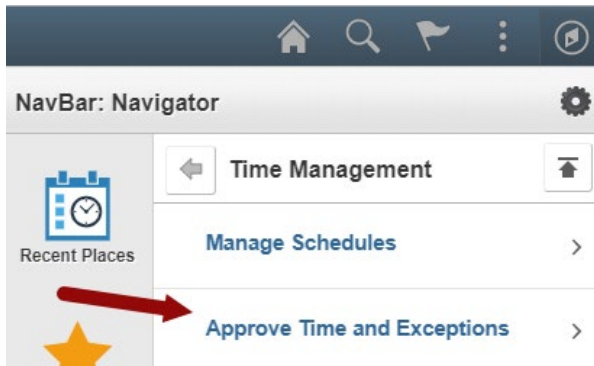 NavBar: Navigator
Time Management
Recent Places
Manage Schedules
Approve Time and Exceptions